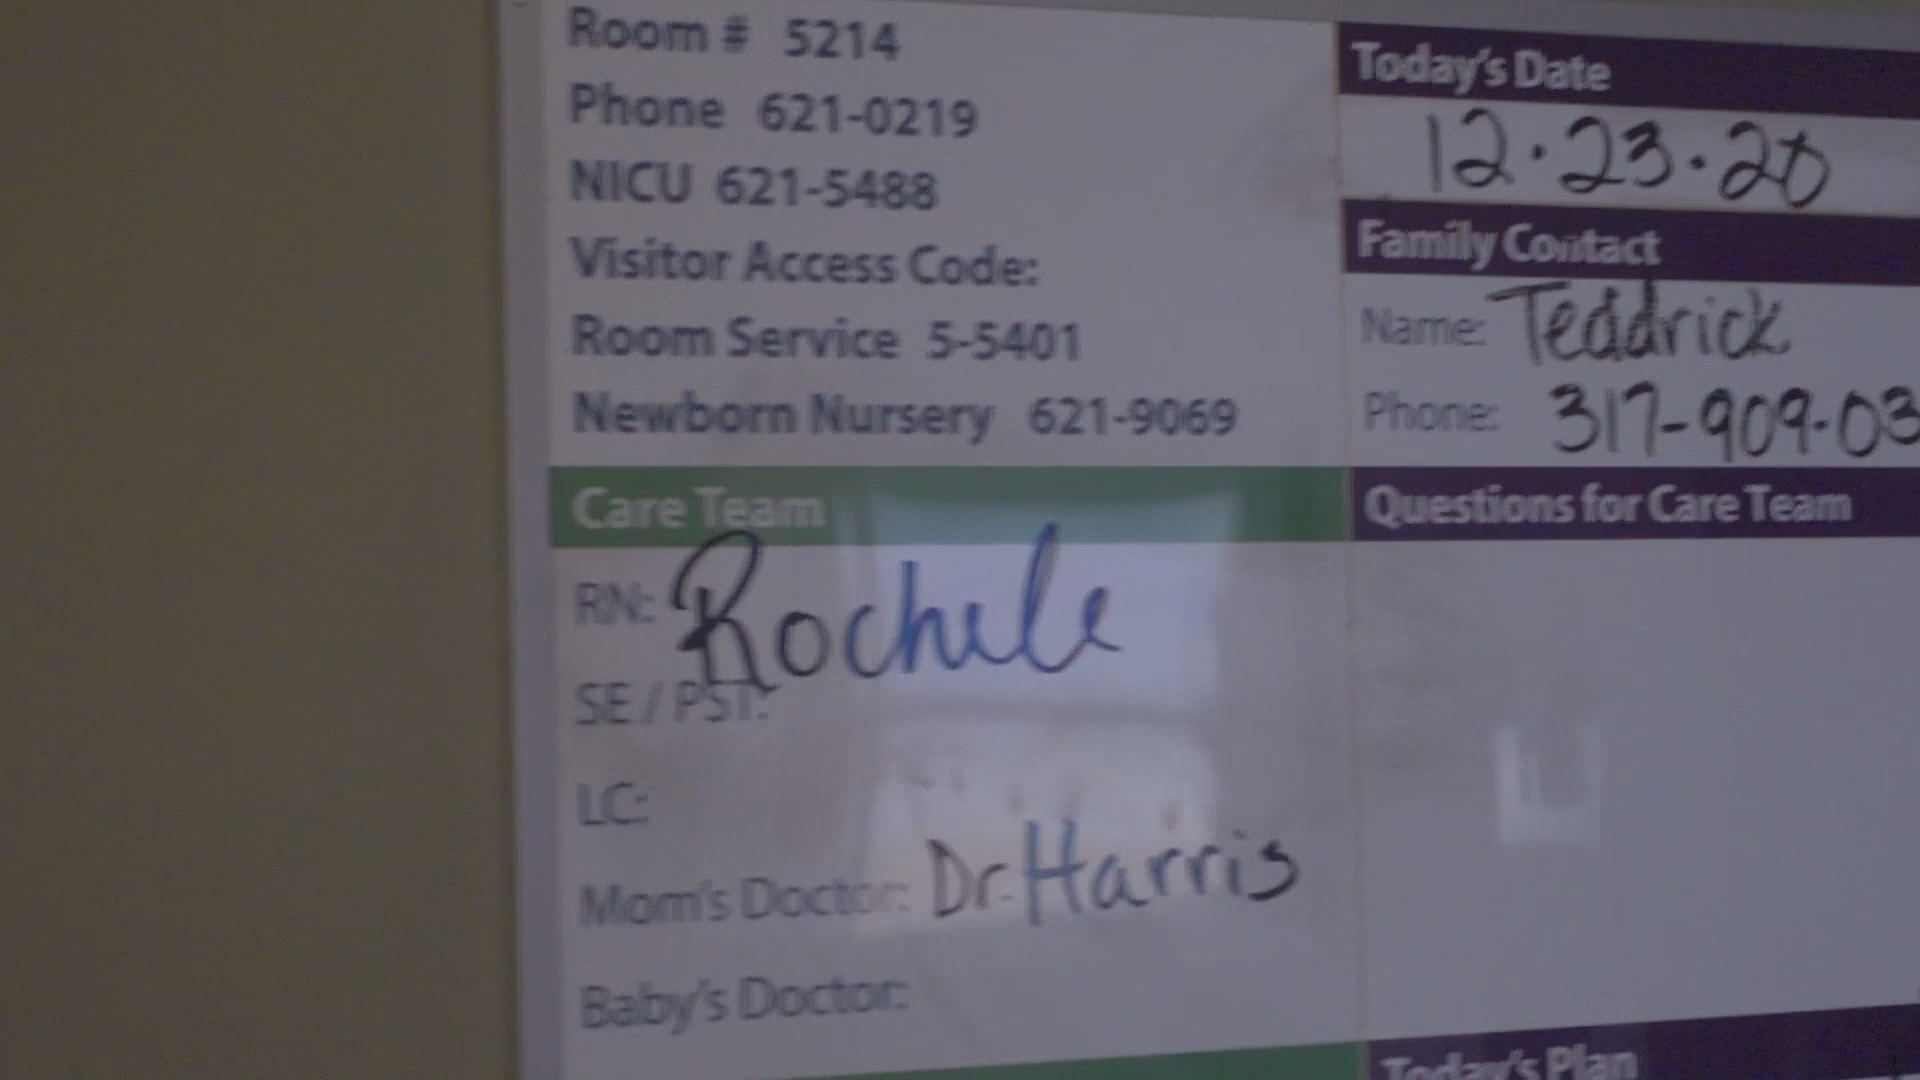 Room # 5214
Phone 621-0219
NICU 621-5488
Visitor Access Code:
Room Service 5-5401
Newborn Nursery 621-9069
Care Team
RN: Rochele
SE / PST:
LC:
Mom's Doctor: Dr. Harris
Baby's Doctor:
Today's Date
12.23.20
Family Contact
Name: Teddrick
Phone: 317-909-03
Questions for Care Team
Today's Plan